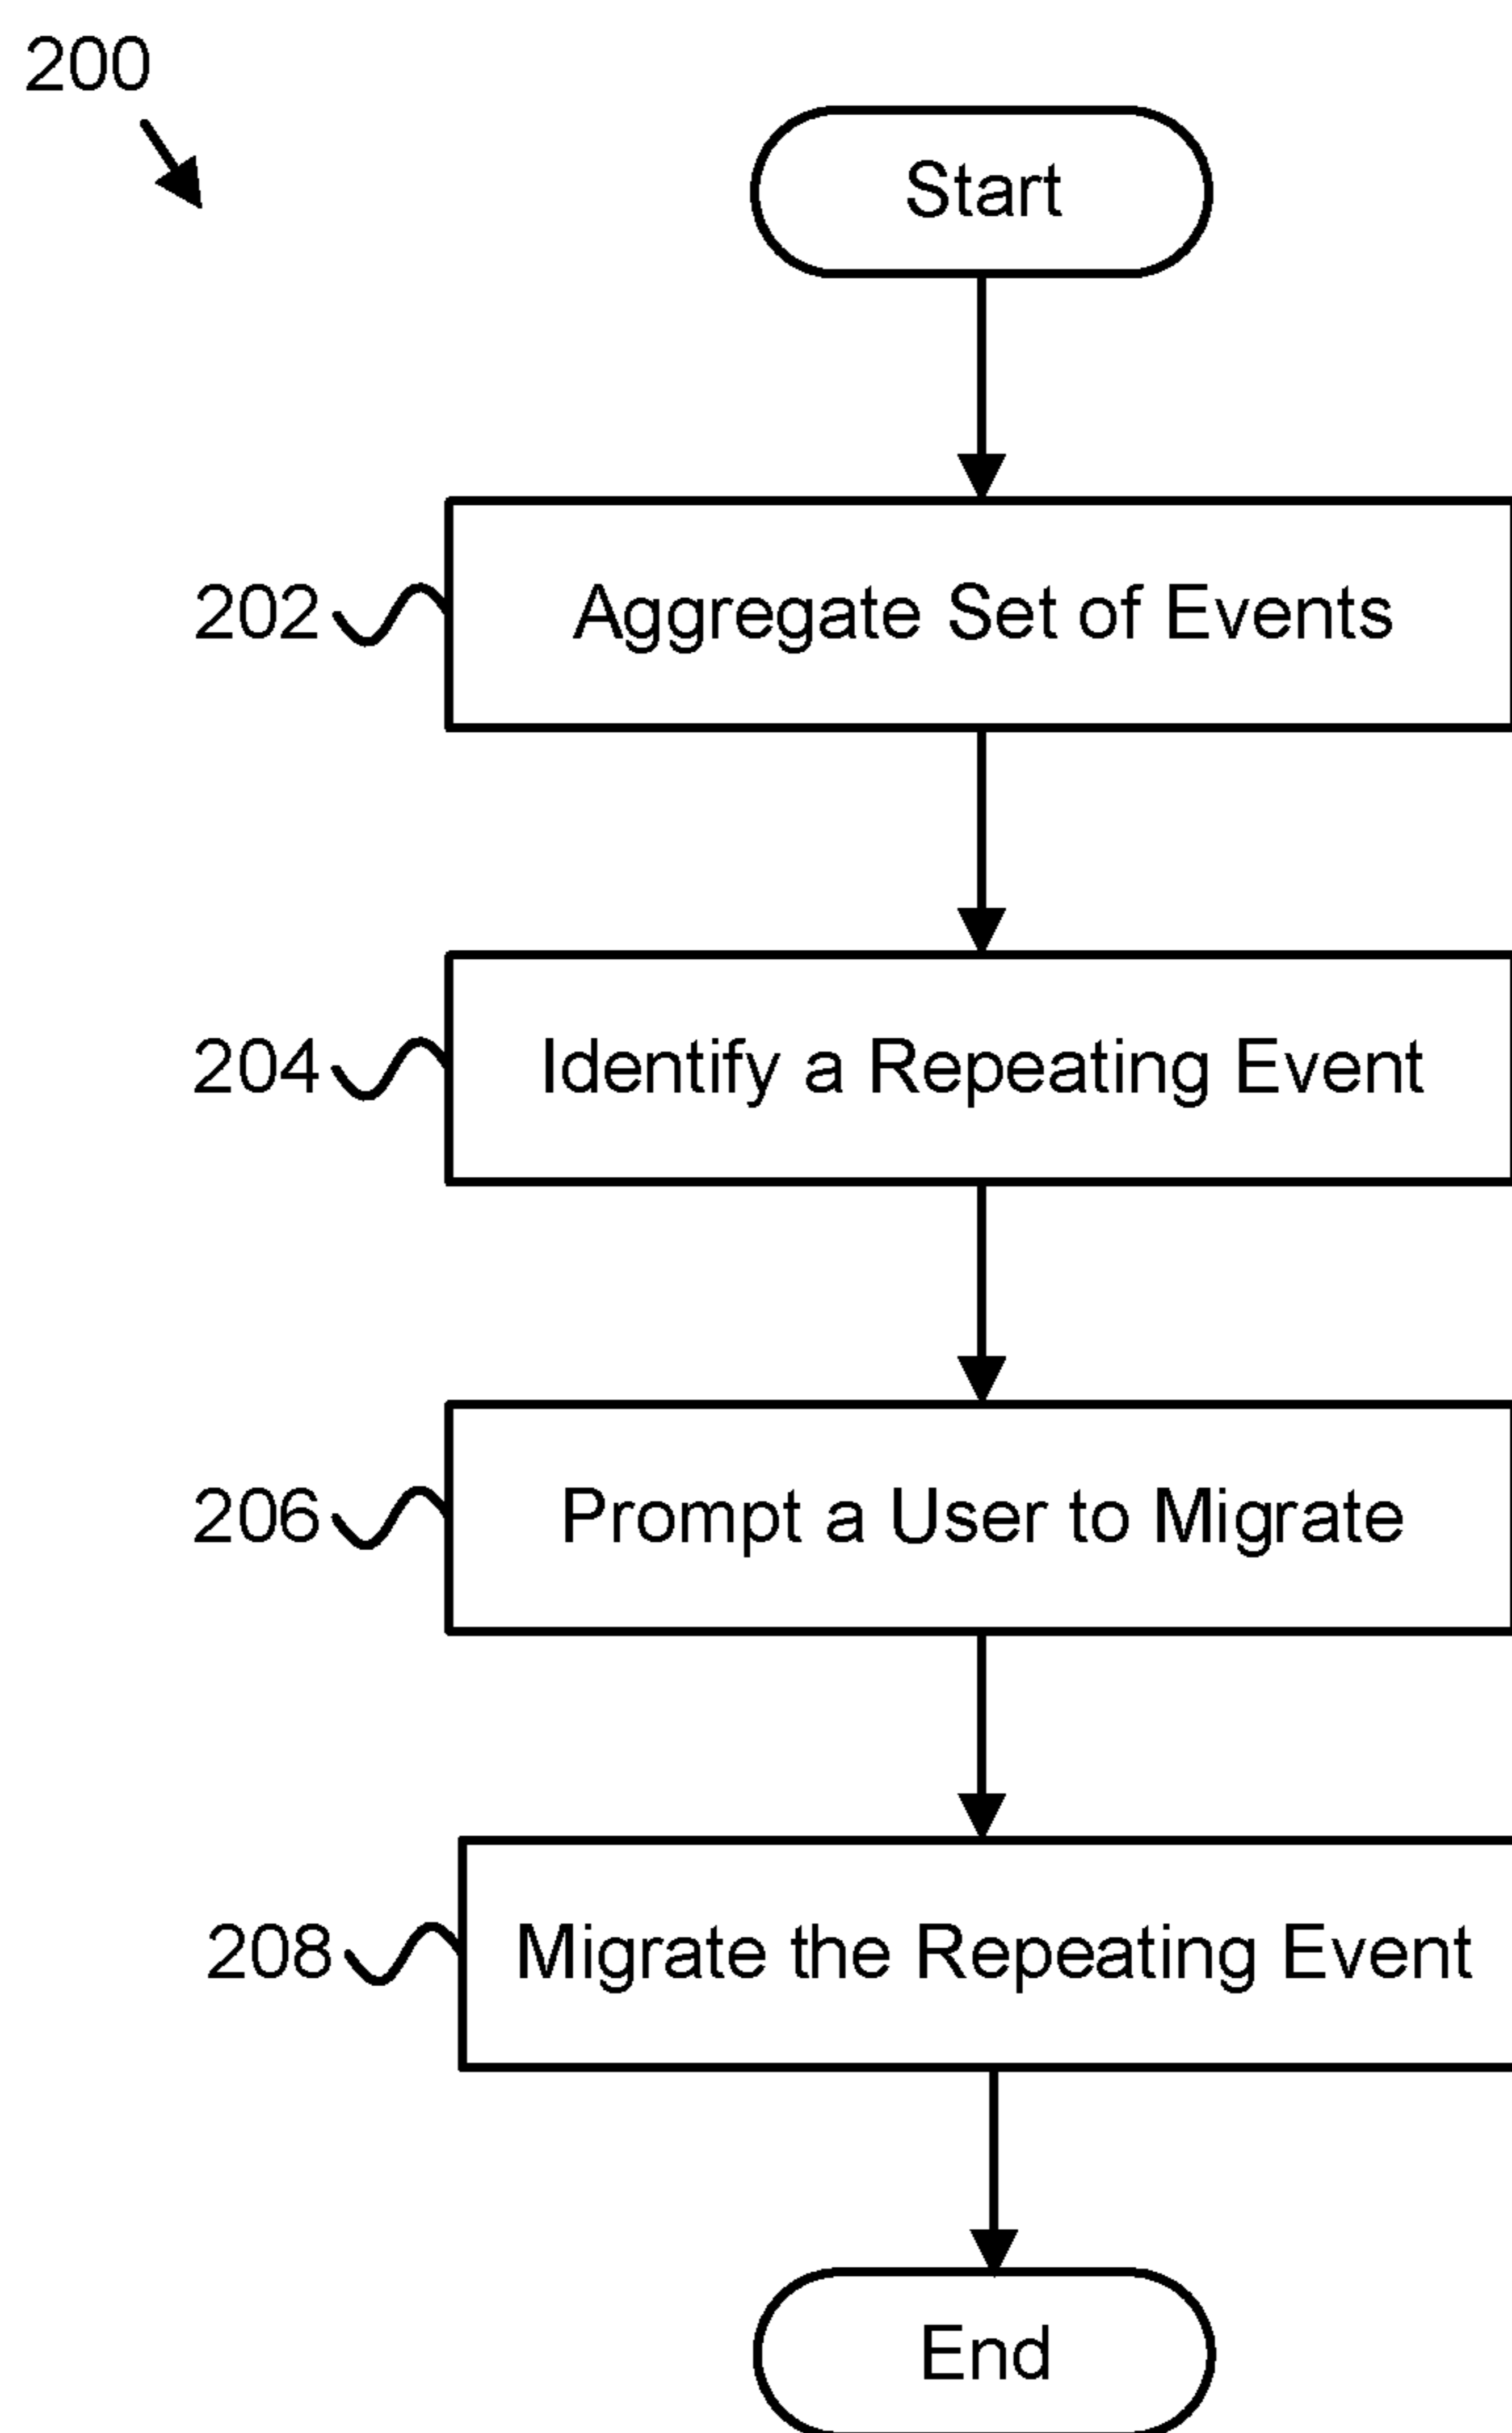 200
Start
202 Aggregate Set of Events
204 Identify a Repeating Event
206 Prompt a User to Migrate
208 Migrate the Repeating Event
End